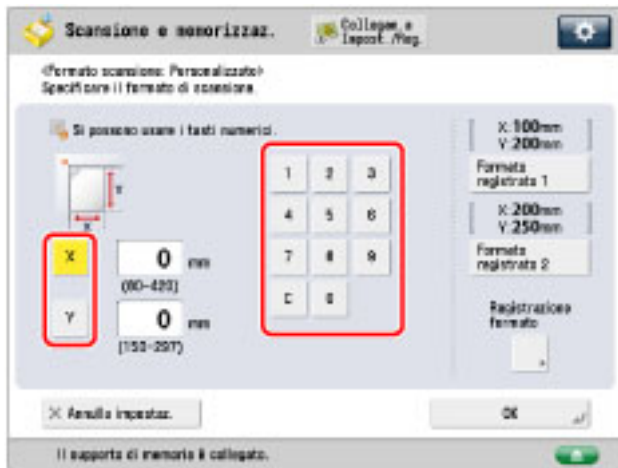 Scansione e memorizzaz.
Collegam. e
Impost./Reg.
<Formato scansione: Personalizzato>
Specificare il formato di scansione.
Si possono usare i tasti numerici.
Y
X
X
0 mm
(80-420)
Y
0 mm
(150-297)
1 2 3
4 5 6
7 8 9
C 0
X:100mm
Y:200mm
Formato
registrato 1
X:200mm
Y:250mm
Formato
registrato 2
Registrazione
formato
Annulla impostaz.
OK
Il supporto di memoria è collegato.